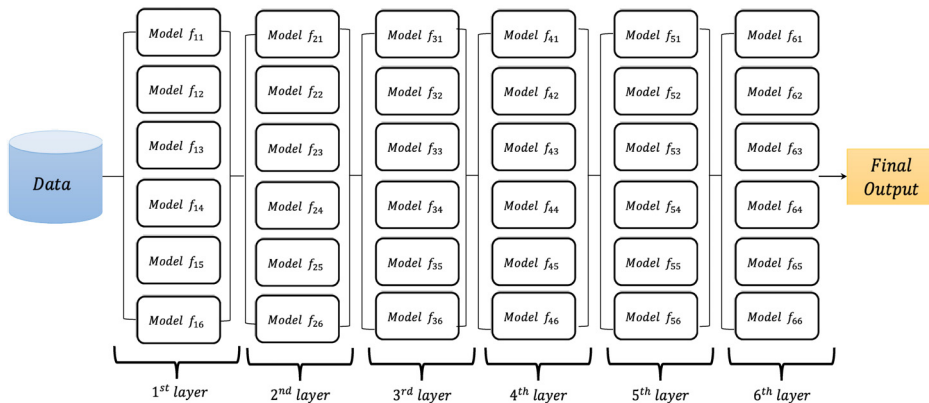 Data
Model f₁₁
Model f₁₂
Model f₁₃
Model f₁₄
Model f₁₅
Model f₁₆
1ˢᵗ layer
Model f₂₁
Model f₂₂
Model f₂₃
Model f₂₄
Model f₂₅
Model f₂₆
2ⁿᵈ layer
Model f₃₁
Model f₃₂
Model f₃₃
Model f₃₄
Model f₃₅
Model f₃₆
3ʳᵈ layer
Model f₄₁
Model f₄₂
Model f₄₃
Model f₄₄
Model f₄₅
Model f₄₆
4ᵗʰ layer
Model f₅₁
Model f₅₂
Model f₅₃
Model f₅₄
Model f₅₅
Model f₅₆
5ᵗʰ layer
Model f₆₁
Model f₆₂
Model f₆₃
Model f₆₄
Model f₆₅
Model f₆₆
6ᵗʰ layer
Final
Output